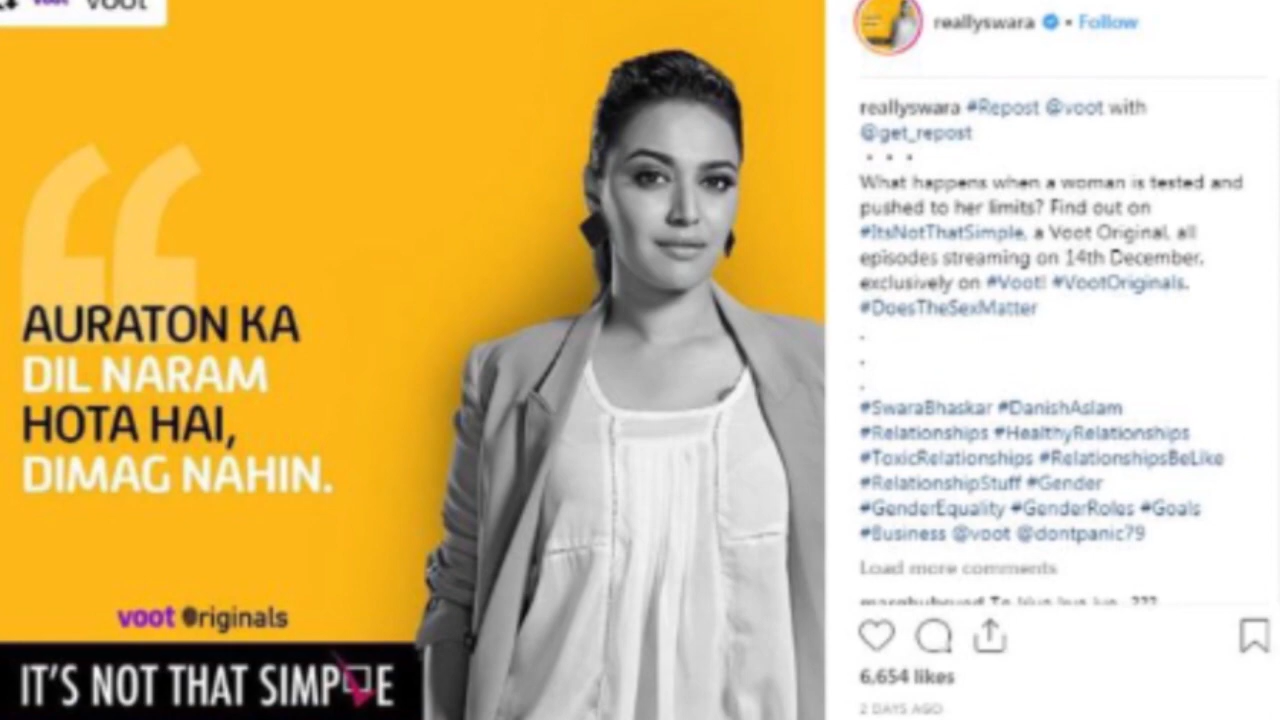 voot
AURATON KA
DIL NARAM
HOTA HAI,
DIMAG NAHIN.
voot Originals
IT'S NOT THAT SIMPLE
reallyswara • Follow
reallyswara #Repost @voot with
@get_repost
• • •
What happens when a woman is tested and
pushed to her limits? Find out on
#ItsNotThatSimple, a Voot Original, all
episodes streaming on 14th December,
exclusively on #Voot! #VootOriginals.
#DoesTheSexMatter
.
.
.
#SwaraBhaskar #DanishAslam
#Relationships #HealthyRelationships
#ToxicRelationships #RelationshipsBeLike
#RelationshipStuff #Gender
#GenderEquality #GenderRoles #Goals
#Business @voot @dontpanic79
Load more comments
6,654 likes
2 DAYS AGO